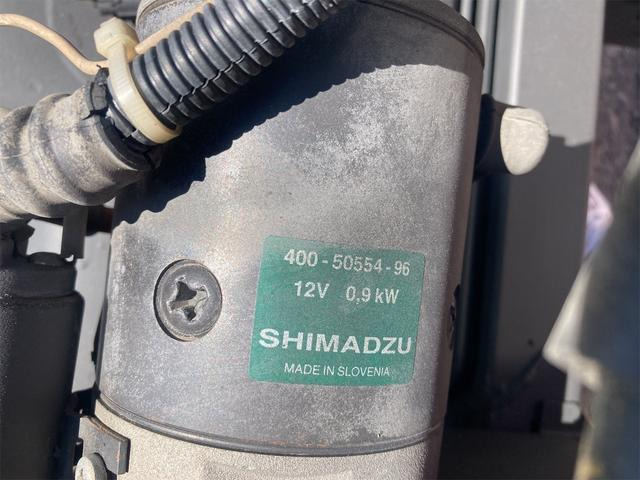 400-50554-96
12V 0,9 kW
SHIMADZU
MADE IN SLOVENIA